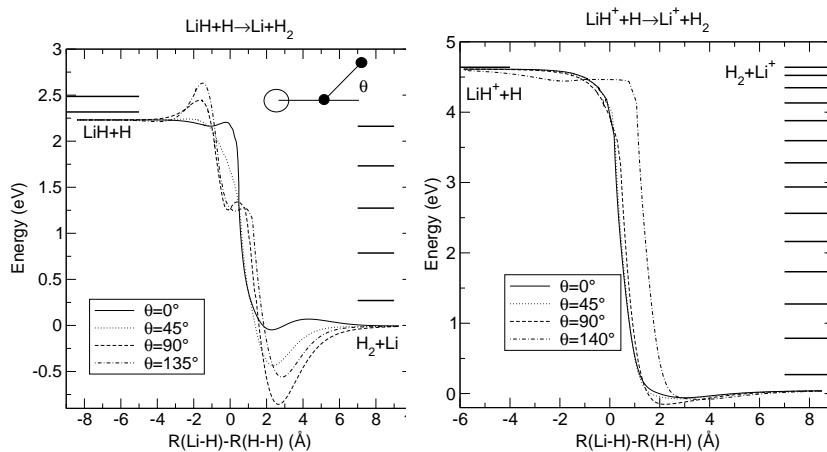 LiH+H→Li+H₂
LiH⁺+H→Li⁺+H₂
3
2.5
2
1.5
1
0.5
0
-0.5
Energy (eV)
LiH+H
θ
θ=0°
θ=45°
θ=90°
θ=135°
H₂+Li
-8 -6 -4 -2 0 2 4 6 8
R(Li-H)-R(H-H) (Å)
5
4
3
2
1
0
Energy (eV)
LiH⁺+H
H₂+Li⁺
θ=0°
θ=45°
θ=90°
θ=140°
-6 -4 -2 0 2 4 6 8
R(Li-H)-R(H-H) (Å)